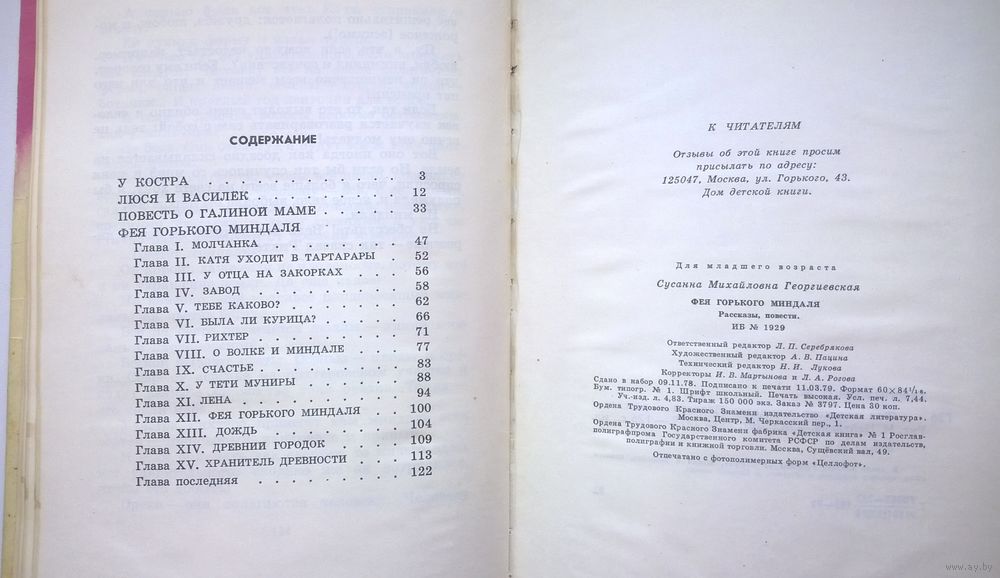 СОДЕРЖАНИЕ
У КОСТРА . . . . . . . . . . . 3
ЛЮСЯ И ВАСИЛЕК . . . . . . . . . 12
ПОВЕСТЬ О ГАЛИНОЙ МАМЕ . . . . . 33
ФЕЯ ГОРЬКОГО МИНДАЛЯ
Глава I. МОЛЧАНКА . . . . . . . 47
Глава II. КАТЯ УХОДИТ В ТАРТАРАРЫ . 52
Глава III. У ОТЦА НА ЗАКОРКАХ . . . . 56
Глава IV. ЗАВОД . . . . . . . . 58
Глава V. ТЕБЕ КАКОВО? . . . . . . 62
Глава VI. БЫЛА ЛИ КУРИЦА? . . . . . 66
Глава VII. РИХТЕР . . . . . . . . 71
Глава VIII. О ВОЛКЕ И МИНДАЛЕ . . . . 77
Глава IX. СЧАСТЬЕ . . . . . . . . 83
Глава X. У ТЕТИ МУНИРЫ . . . . . 88
Глава XI. ЛЕНА . . . . . . . . . 94
Глава XII. ФЕЯ ГОРЬКОГО МИНДАЛЯ . . . 100
Глава XIII. ДОЖДЬ . . . . . . . . 104
Глава XIV. ДРЕВНИЙ ГОРОДОК . . . . . 109
Глава XV. ХРАНИТЕЛЬ ДРЕВНОСТИ . . . . 113
Глава последняя . . . . . . . . . 122
К ЧИТАТЕЛЯМ
Отзывы об этой книге просим
присылать по адресу:
125047, Москва, ул. Горького, 43.
Дом детской книги.
Для младшего возраста
Сусанна Михайловна Георгиевская
ФЕЯ ГОРЬКОГО МИНДАЛЯ
Рассказы, повести.
ИБ № 1929
Ответственный редактор Л. П. Серебрякова
Художественный редактор А. В. Пацина
Технический редактор Н. И. Лукова
Корректоры И. В. Мартынова и Л. А. Рогова
Сдано в набор 09.11.78. Подписано к печати 11.03.79. Формат 60×84 1/16.
Бум. типогр. № 1. Шрифт школьный. Печать высокая. Усл. печ. л. 7,44.
Уч.-изд. л. 4,83. Тираж 150 000 экз. Заказ № 3797. Цена 30 коп.
Ордена Трудового Красного Знамени издательство «Детская литература».
Москва, Центр, М. Черкасский пер., 1.
Ордена Трудового Красного Знамени фабрика «Детская книга» № 1 Росглав-
полиграфпрома Государственного комитета РСФСР по делам издательств,
полиграфии и книжной торговли. Москва, Сущёвский вал, 49.
Отпечатано с фотополимерных форм «Целлофот».
www.ay.by